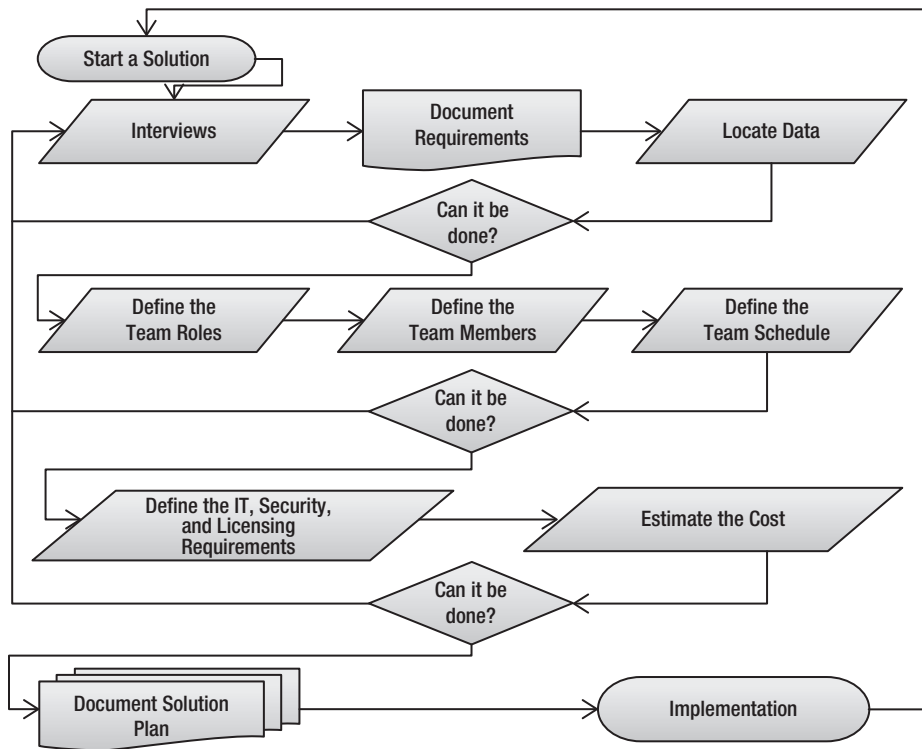 Start a Solution
Interviews
Document
Requirements
Locate Data
Can it be
done?
Define the
Team Roles
Define the
Team Members
Define the
Team Schedule
Can it be
done?
Define the IT, Security,
and Licensing
Requirements
Estimate the Cost
Can it be
done?
Document Solution
Plan
Implementation